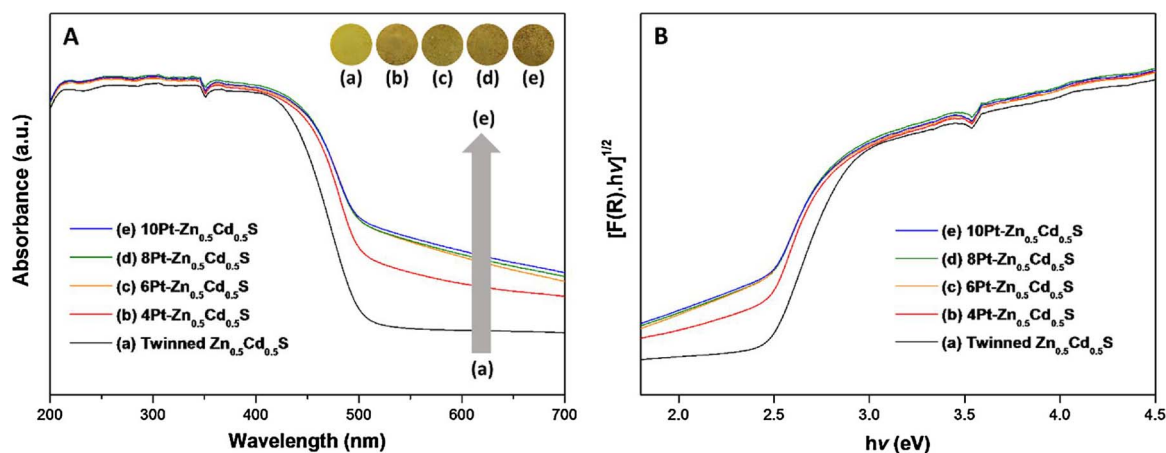 A
(a) (b) (c) (d) (e)
(e)
(e) 10Pt-Zn₀.₅Cd₀.₅S
(d) 8Pt-Zn₀.₅Cd₀.₅S
(c) 6Pt-Zn₀.₅Cd₀.₅S
(b) 4Pt-Zn₀.₅Cd₀.₅S
(a) Twinned Zn₀.₅Cd₀.₅S
(a)
Absorbance (a.u.)
200 300 400 500 600 700
Wavelength (nm)
B
[F(R).hν]^1/2
(e) 10Pt-Zn₀.₅Cd₀.₅S
(d) 8Pt-Zn₀.₅Cd₀.₅S
(c) 6Pt-Zn₀.₅Cd₀.₅S
(b) 4Pt-Zn₀.₅Cd₀.₅S
(a) Twinned Zn₀.₅Cd₀.₅S
2.0 2.5 3.0 3.5 4.0 4.5
hν (eV)